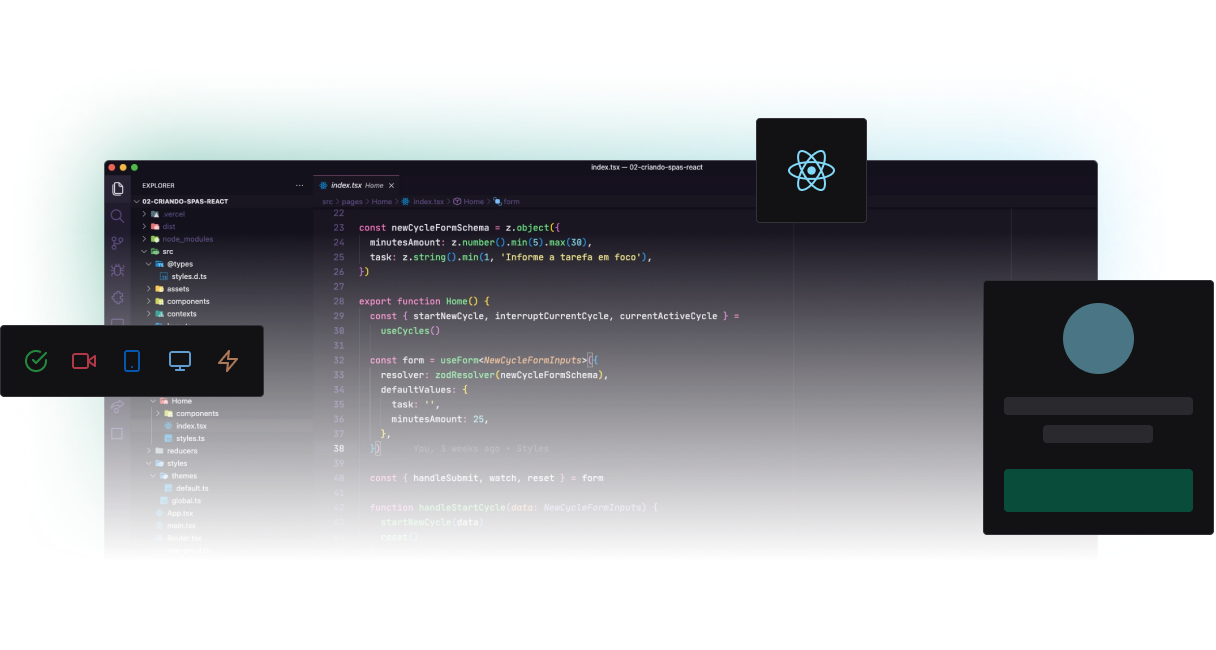 index.tsx — 02-criando-spas-react
EXPLORER
02-CRIANDO-SPAS-REACT
.vercel
dist
node_modules
src
@types
styles.d.ts
assets
components
contexts
Home
components
index.tsx
styles.ts
reducers
styles
themes
default.ts
global.ts
App.tsx
main.tsx
Router.tsx
index.tsx Home
src > pages > Home > index.tsx > Home > form
22
23 const newCycleFormSchema = z.object({
24 minutesAmount: z.number().min(5).max(30),
25 task: z.string().min(1, 'Informe a tarefa em foco'),
26 })
27
28 export function Home() {
29 const { startNewCycle, interruptCurrentCycle, currentActiveCycle } =
30 useCycles()
31
32 const form = useForm<NewCycleFormInputs>({
33 resolver: zodResolver(newCycleFormSchema),
34 defaultValues: {
35 task: '',
36 minutesAmount: 25,
37 },
38 }) You, 5 weeks ago • Styles
39
40 const { handleSubmit, watch, reset } = form
41
42 function handleStartCycle(data: NewCycleFormInputs) {
startNewCycle(data)
reset()